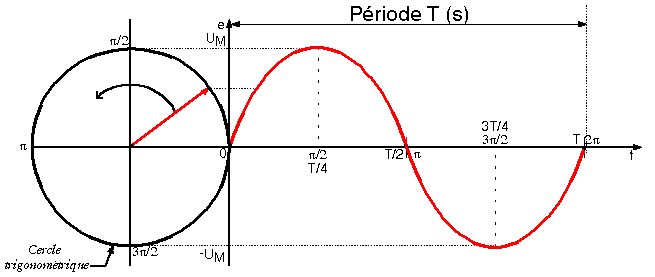 Période T (s)
e
U_M
π/2
π
0
π/2
T/4
T/2
π
3T/4
3π/2
T
2π
t
3π/2
-U_M
Cercle
trigonométrique